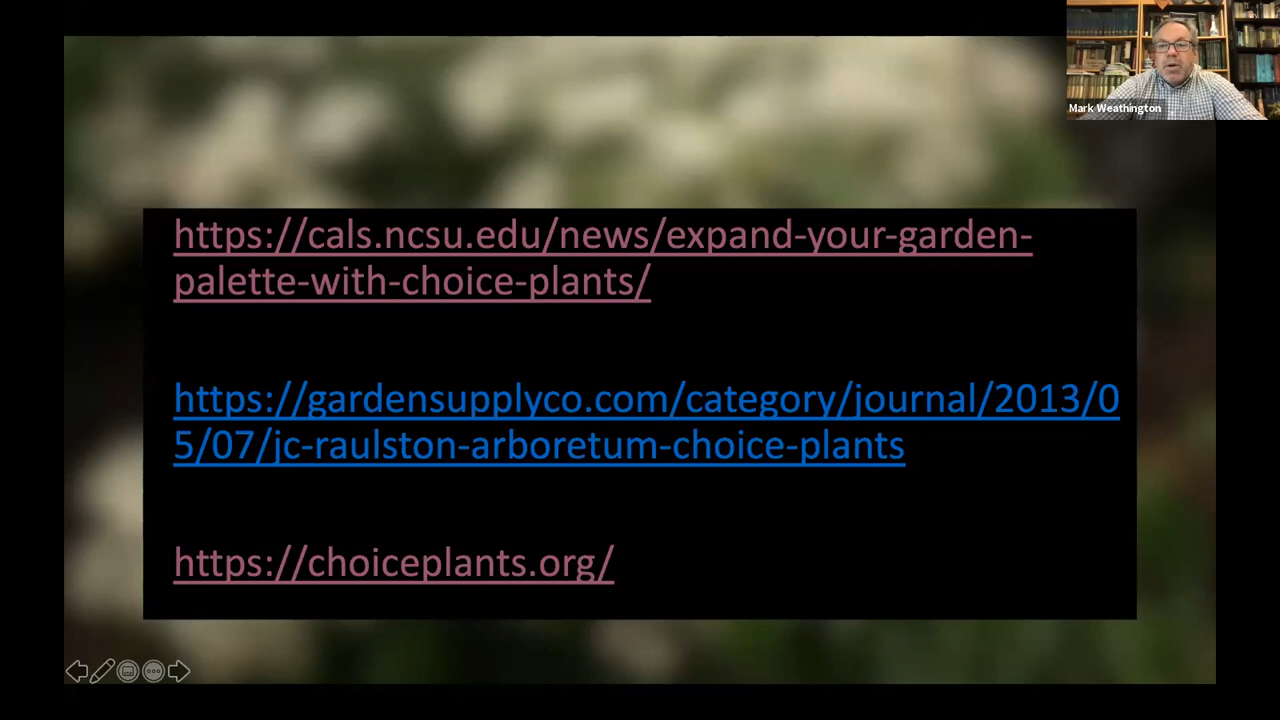 Mark Weathington
https://cals.ncsu.edu/news/expand-your-garden-
palette-with-choice-plants/
https://gardensupplyco.com/category/journal/2013/0
5/07/jc-raulston-arboretum-choice-plants
https://choiceplants.org/